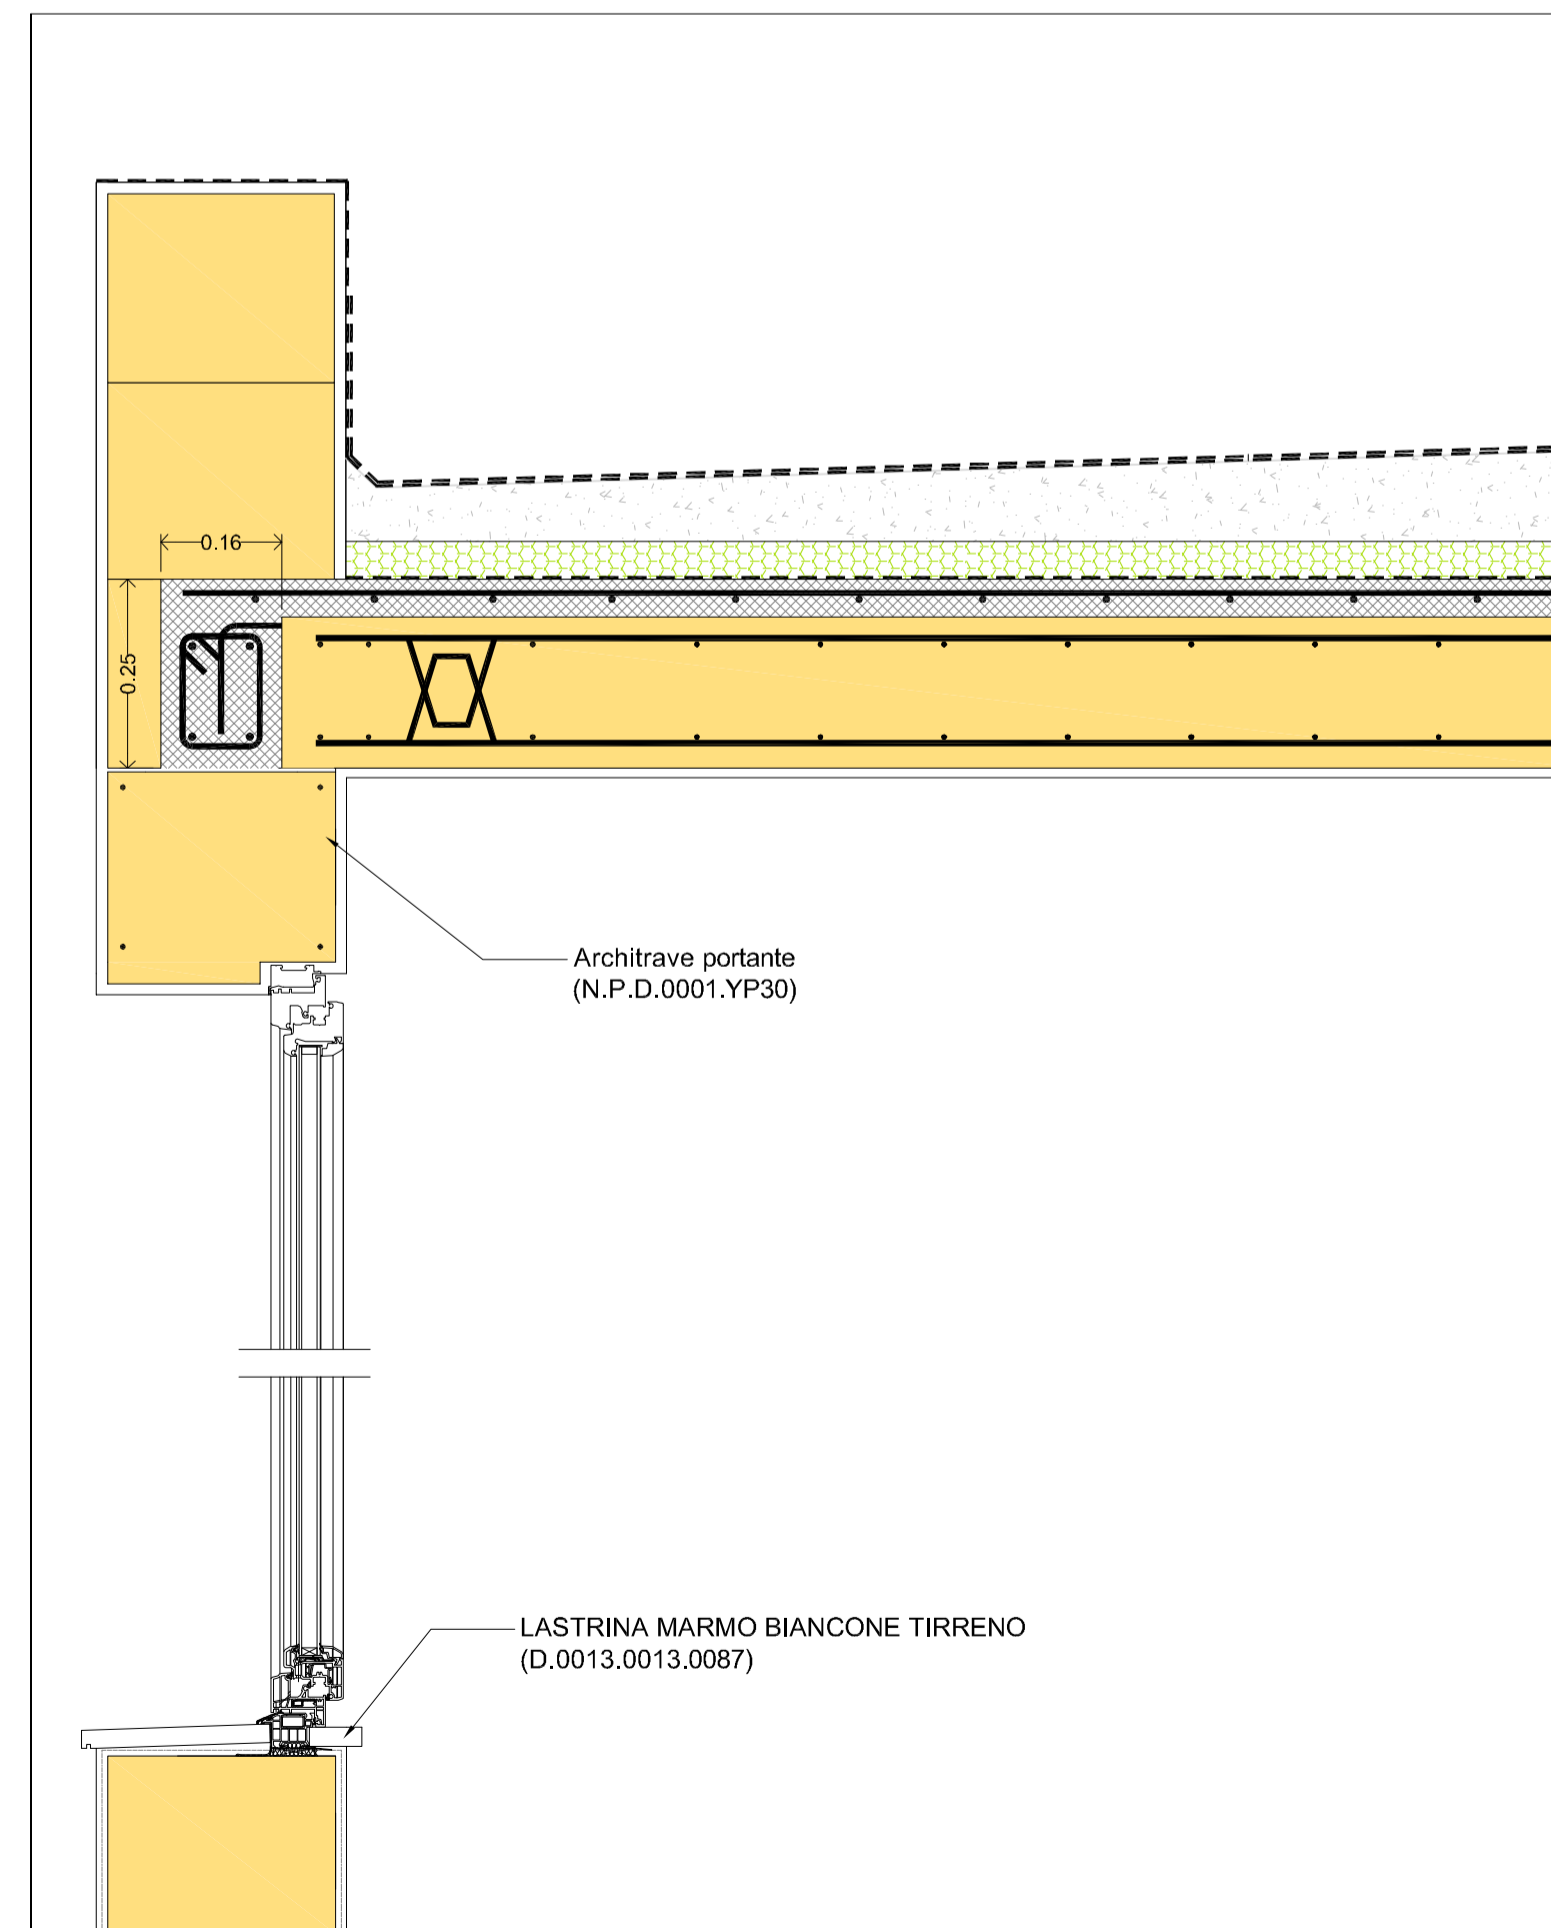 0.16
0.25
Architrave portante
(N.P.D.0001.YP30)
LASTRINA MARMO BIANCONE TIRRENO
(D.0013.0013.0087)